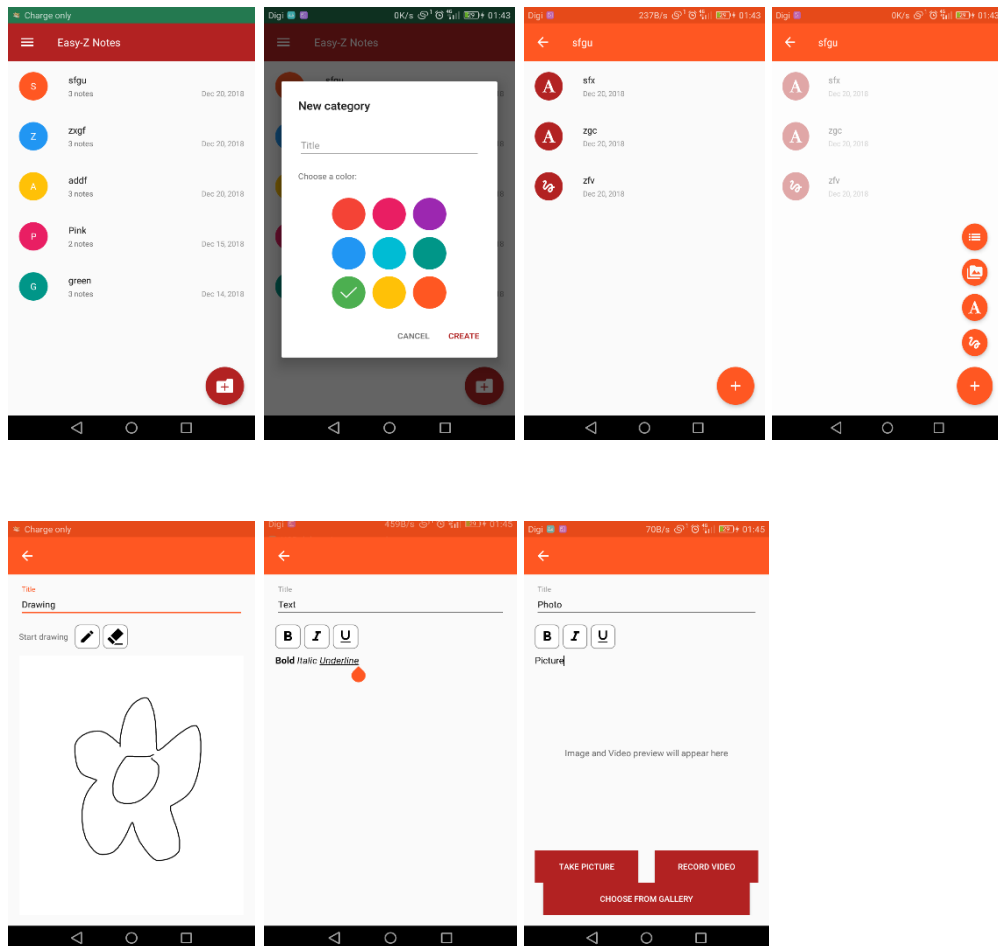 Charge only
Easy-Z Notes
S
sfgu
3 notes
Dec 20, 2018
Z
zxgf
3 notes
Dec 20, 2018
A
addf
3 notes
Dec 20, 2018
P
Pink
2 notes
Dec 15, 2018
G
green
3 notes
Dec 14, 2018
Digi 0K/s 01:43
Easy-Z Notes
sfgu
New category
Title
Choose a color:
CANCEL CREATE
Digi 237B/s 01:43
sfgu
A
sfx
Dec 20, 2018
A
zgc
Dec 20, 2018
zfv
Dec 20, 2018
Digi 0K/s 01:43
sfgu
A
sfx
Dec 20, 2018
A
zgc
Dec 20, 2018
zfv
Dec 20, 2018
A
Charge only
Title
Drawing
Start drawing
Digi 459B/s 01:45
Title
Text
B I U
Bold Italic Underline
Digi 70B/s 01:45
Title
Photo
B I U
Picture
Image and Video preview will appear here
TAKE PICTURE RECORD VIDEO
CHOOSE FROM GALLERY